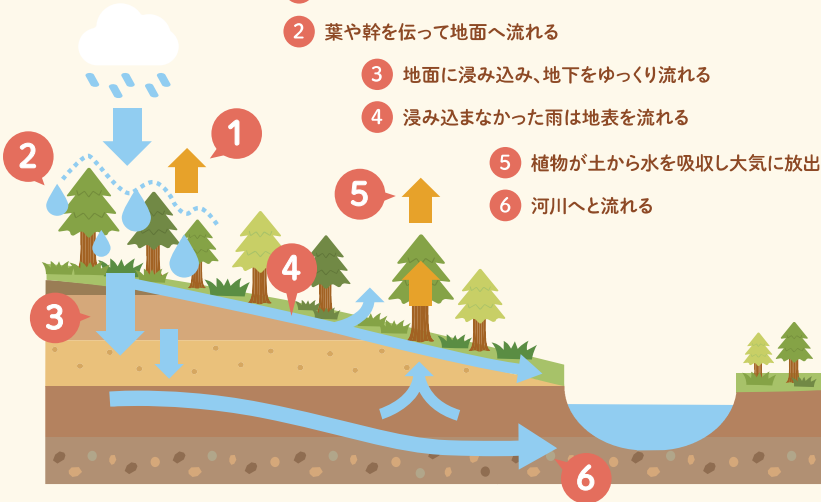 ② 葉や幹を伝って地面へ流れる
③ 地面に浸み込み、地下をゆっくり流れる
④ 浸み込まなかった雨は地表を流れる
⑤ 植物が土から水を吸収し大気に放出
⑥ 河川へと流れる
1
2
5
4
3
6